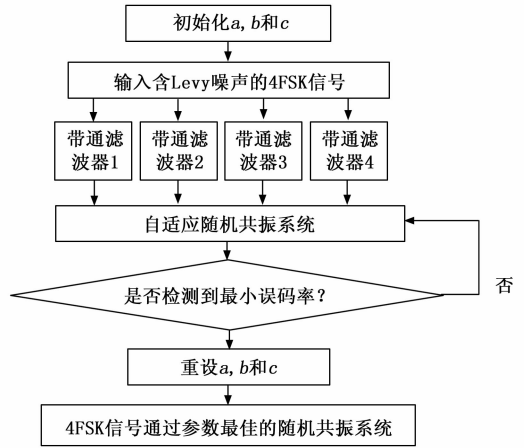 初始化a,b和c
输入含Levy噪声的4FSK信号
带通滤
波器1
带通滤
波器2
带通滤
波器3
带通滤
波器4
自适应随机共振系统
是否检测到最小误码率？
否
重设a,b和c
4FSK信号通过参数最佳的随机共振系统